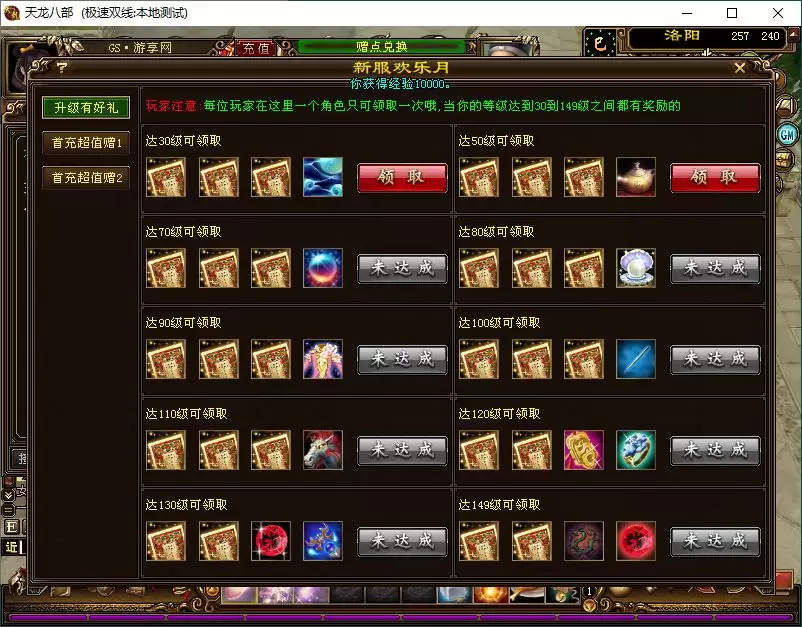 天龙八部 (极速双线:本地测试)
GS·游享网
充值
赠点兑换
洛阳
257 240
?
新服欢乐月
你获得经验10000。
升级有好礼
首充超值赠1
首充超值赠2
玩家注意:每位玩家在这里一个角色只可领取一次哦,当你的等级达到30到149级之间都有奖励的
GM
达30级可领取
领取
达50级可领取
领取
达70级可领取
未达成
达80级可领取
未达成
达90级可领取
未达成
达100级可领取
未达成
达110级可领取
未达成
达120级可领取
未达成
达130级可领取
未达成
达149级可领取
未达成
近
1